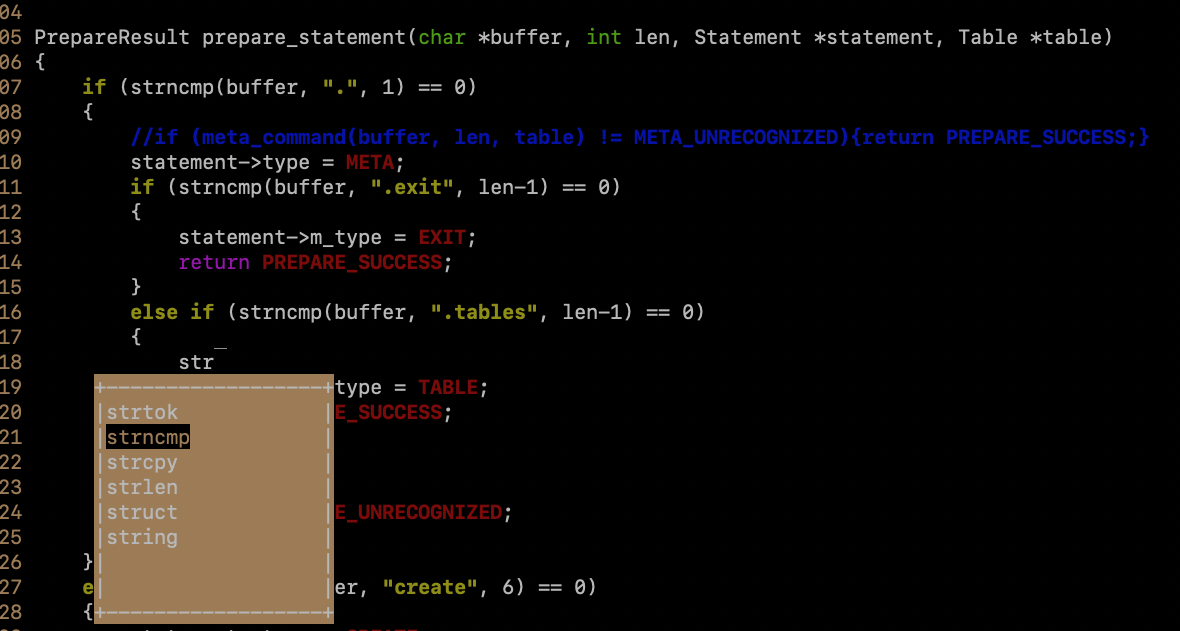 04
05 PrepareResult prepare_statement(char *buffer, int len, Statement *statement, Table *table)
06 {
07     if (strncmp(buffer, ".", 1) == 0)
08     {
09         //if (meta_command(buffer, len, table) != META_UNRECOGNIZED){return PREPARE_SUCCESS;}
10         statement->type = META;
11         if (strncmp(buffer, ".exit", len-1) == 0)
12         {
13             statement->m_type = EXIT;
14             return PREPARE_SUCCESS;
15         }
16         else if (strncmp(buffer, ".tables", len-1) == 0)
17         {      _
18             str
19      +------------------+type = TABLE;
20      |strtok            |E_SUCCESS;
21      |strncmp           |
22      |strcpy            |
23      |strlen            |
24      |struct            |E_UNRECOGNIZED;
25      |string            |
26     }|                  |
27     e|                  |er, "create", 6) == 0)
28     {+------------------+